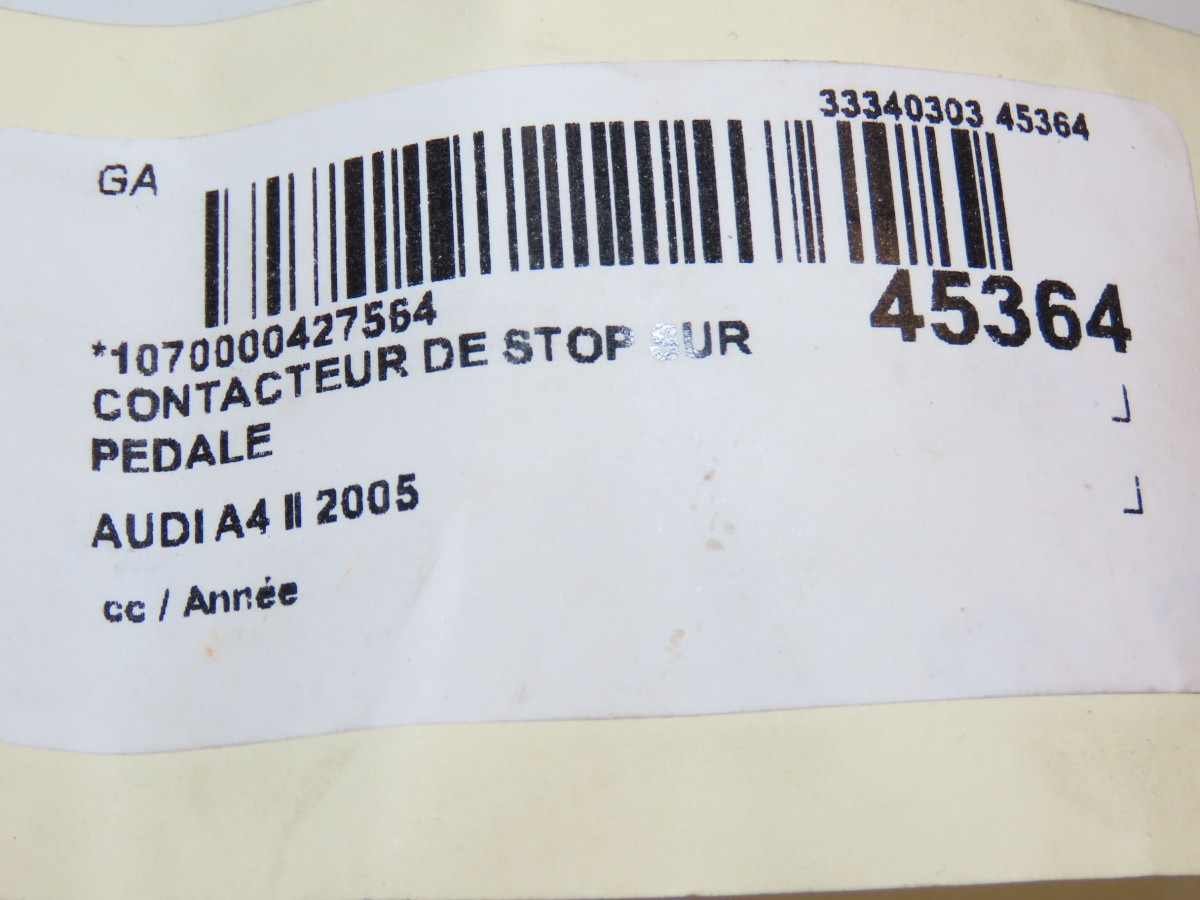 33340303 45364
GA
45364
*1070000427564
CONTACTEUR DE STOP SUR
PEDALE
AUDI A4 II 2005
cc / Année